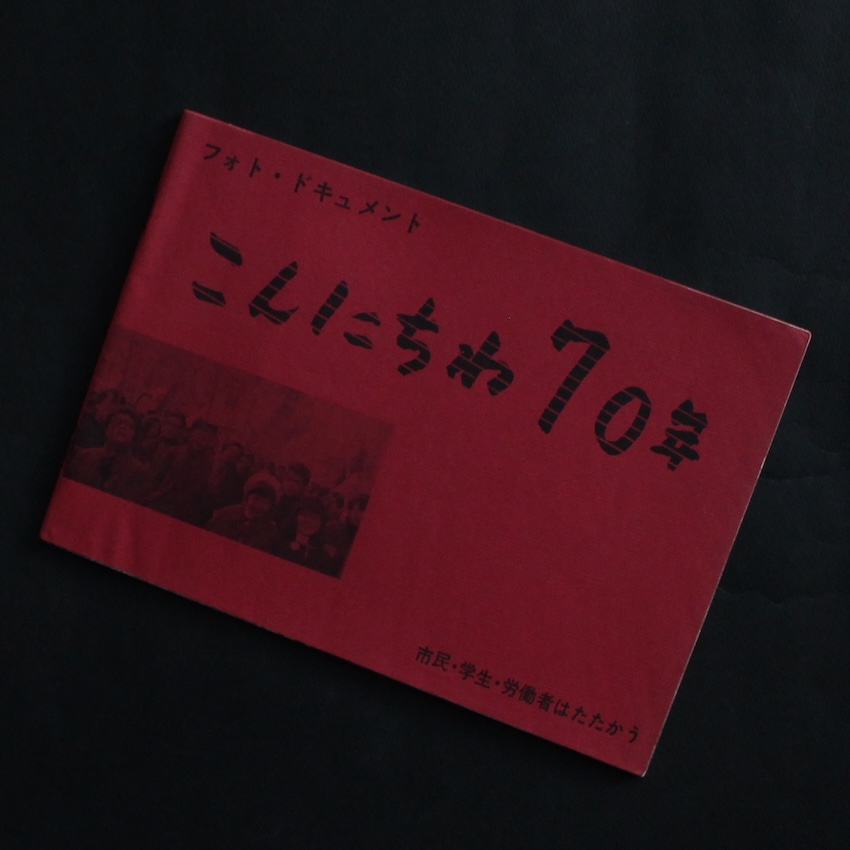 フォト・ドキュメント
こんにちわ70年
市民・学生・労働者はたたかう